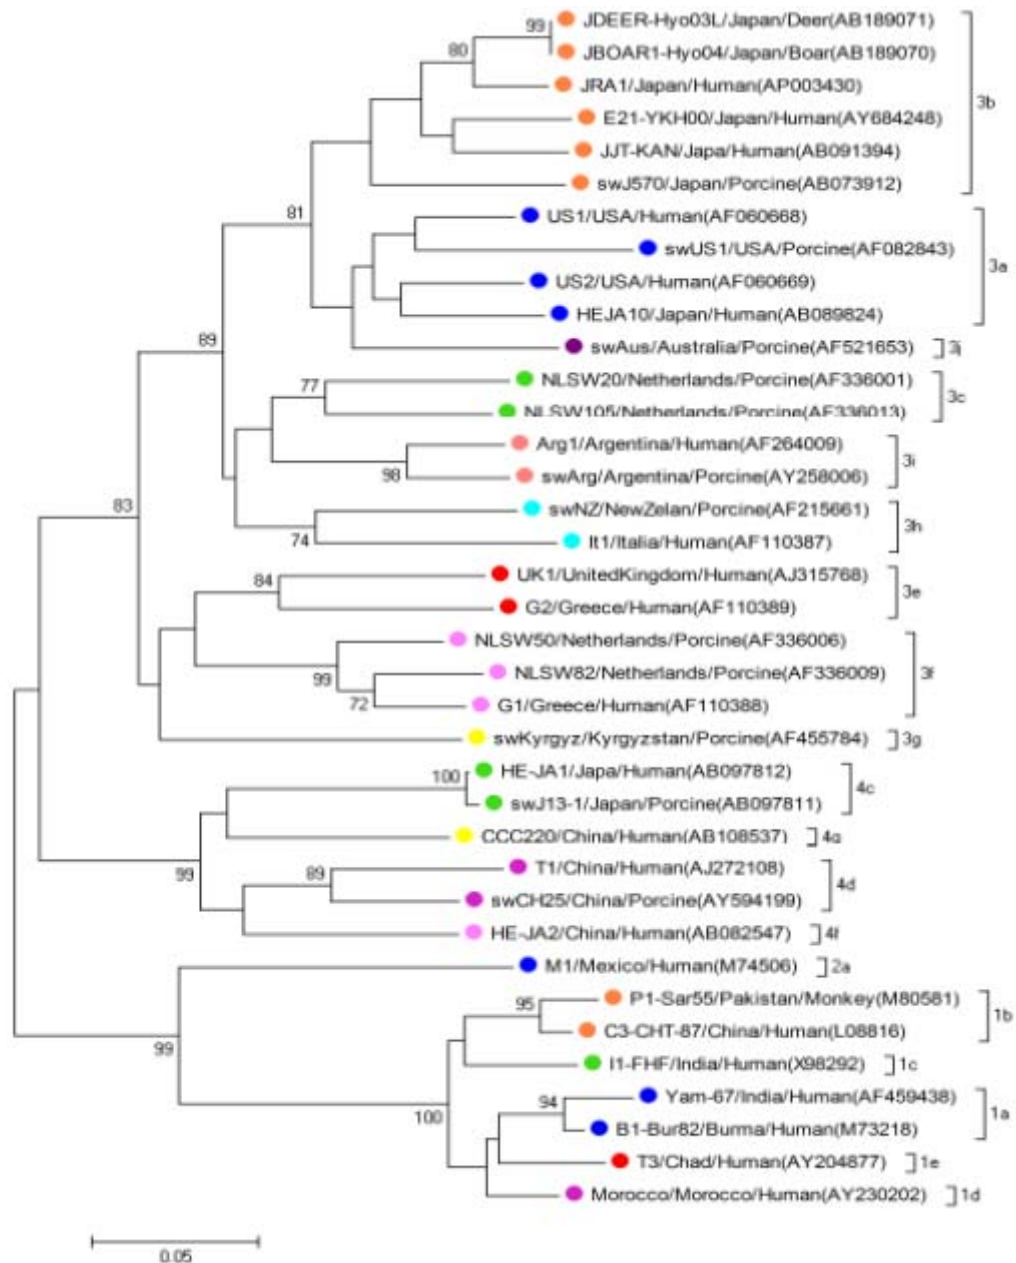 99
JDEER-Hyo03L/Japan/Deer(AB189071)
80
JBOAR1-Hyo04/Japan/Boar(AB189070)
JRA1/Japan/Human(AP003430)
3b
E21-YKH00/Japan/Human(AY684248)
JJT-KAN/Japa/Human(AB091394)
swJ570/Japan/Porcine(AB073912)
81
US1/USA/Human(AF060668)
swUS1/USA/Porcine(AF082843)
3a
US2/USA/Human(AF060669)
HEJA10/Japan/Human(AB089824)
89
swAus/Australia/Porcine(AF521653)
3j
77
NLSW20/Netherlands/Porcine(AF336001)
3c
NLSW105/Netherlands/Porcine(AF336013)
Arg1/Argentina/Human(AF264009)
3i
98
swArg/Argentina/Porcine(AY258006)
83
swNZ/NewZelan/Porcine(AF215661)
3h
74
It1/Italia/Human(AF110387)
84
UK1/UnitedKingdom/Human(AJ315768)
3e
G2/Greece/Human(AF110389)
NLSW50/Netherlands/Porcine(AF336006)
99
NLSW82/Netherlands/Porcine(AF336009)
3f
72
G1/Greece/Human(AF110388)
swKyrgyz/Kyrgyzstan/Porcine(AF455784)
3g
100
HE-JA1/Japa/Human(AB097812)
4c
swJ13-1/Japan/Porcine(AB097811)
CCC220/China/Human(AB108537)
99
89
T1/China/Human(AJ272108)
4d
swCH25/China/Porcine(AY594199)
HE-JA2/China/Human(AB082547)
4f
M1/Mexico/Human(M74506)
2a
99
95
P1-Sar55/Pakistan/Monkey(M80581)
1b
C3-CHT-87/China/Human(L08816)
I1-FHF/India/Human(X98292)
1c
94
Yam-67/India/Human(AF459438)
1a
100
B1-Bur82/Burma/Human(M73218)
T3/Chad/Human(AY204877)
1e
Morocco/Morocco/Human(AY230202)
1d
0.05